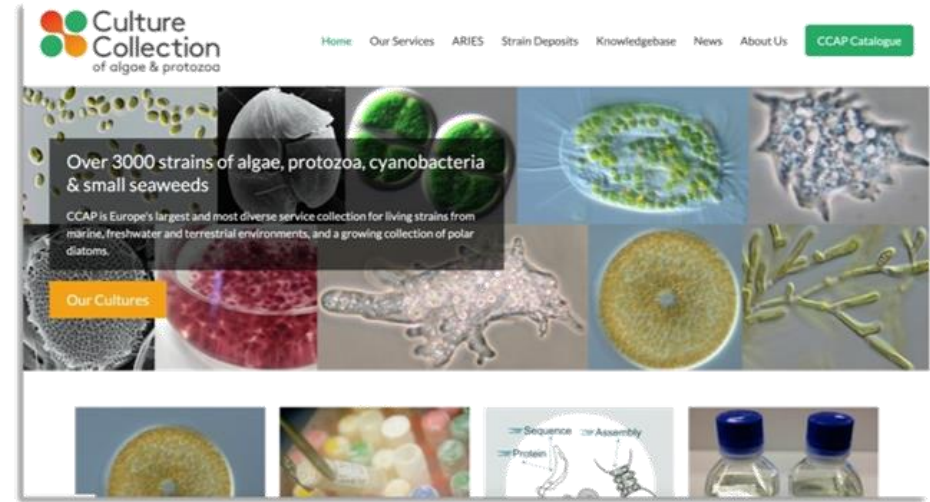 Culture
Collection
of algae & protozoa
Home Our Services ARIES Strain Deposits Knowledgebase News About Us CCAP Catalogue
Over 3000 strains of algae, protozoa, cyanobacteria
& small seaweeds
CCAP is Europe's largest and most diverse service collection for living strains from
marine, freshwater and terrestrial environments, and a growing collection of polar
diatoms.
Our Cultures
Sequence Assembly
Protein